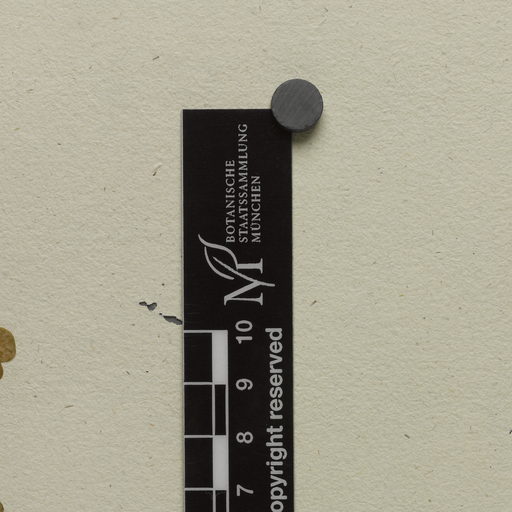 BOTANISCHE
STAATSSAMMLUNG
MÜNCHEN
M
10
9
8
7
opyright reserved